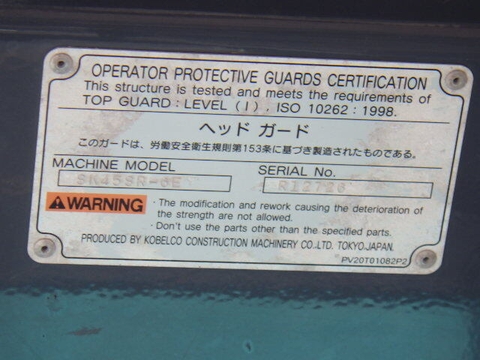 OPERATOR PROTECTIVE GUARDS CERTIFICATION
This structure is tested and meets the requirements of
TOP GUARD : LEVEL (I). ISO 10262 : 1998.
ヘッド ガード
このガードは、労働安全衛生規則第153条に基づき製造されたものである。
MACHINE MODEL SERIAL No.
SK45SR-6E R12726
WARNING
· The modification and rework causing the deterioration of
the strength are not allowed.
· Don't use the parts other than the specified parts.
PRODUCED BY KOBELCO CONSTRUCTION MACHINERY CO.,LTD. TOKYO.JAPAN.
PV20T01082P2